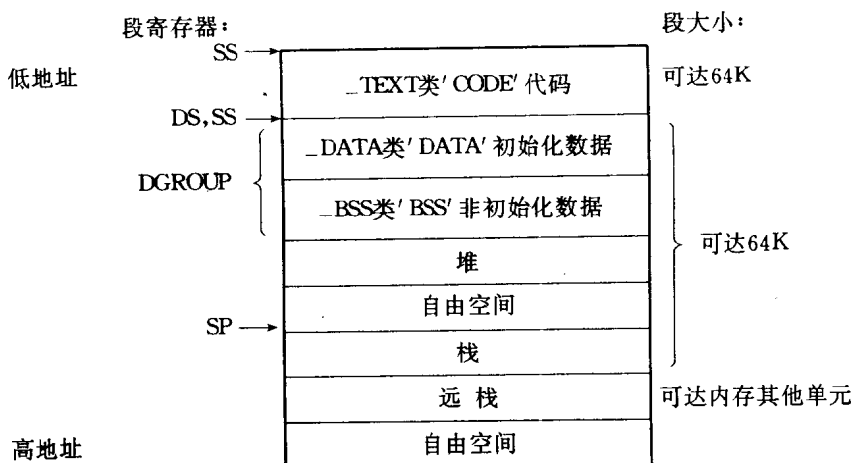 段寄存器： 段大小：
SS
低地址 _TEXT类'CODE'代码 可达64K
DS,SS
_DATA类'DATA'初始化数据
DGROUP
_BSS类'BSS'非初始化数据
可达64K
堆
自由空间
SP
栈
远 栈 可达内存其他单元
高地址 自由空间